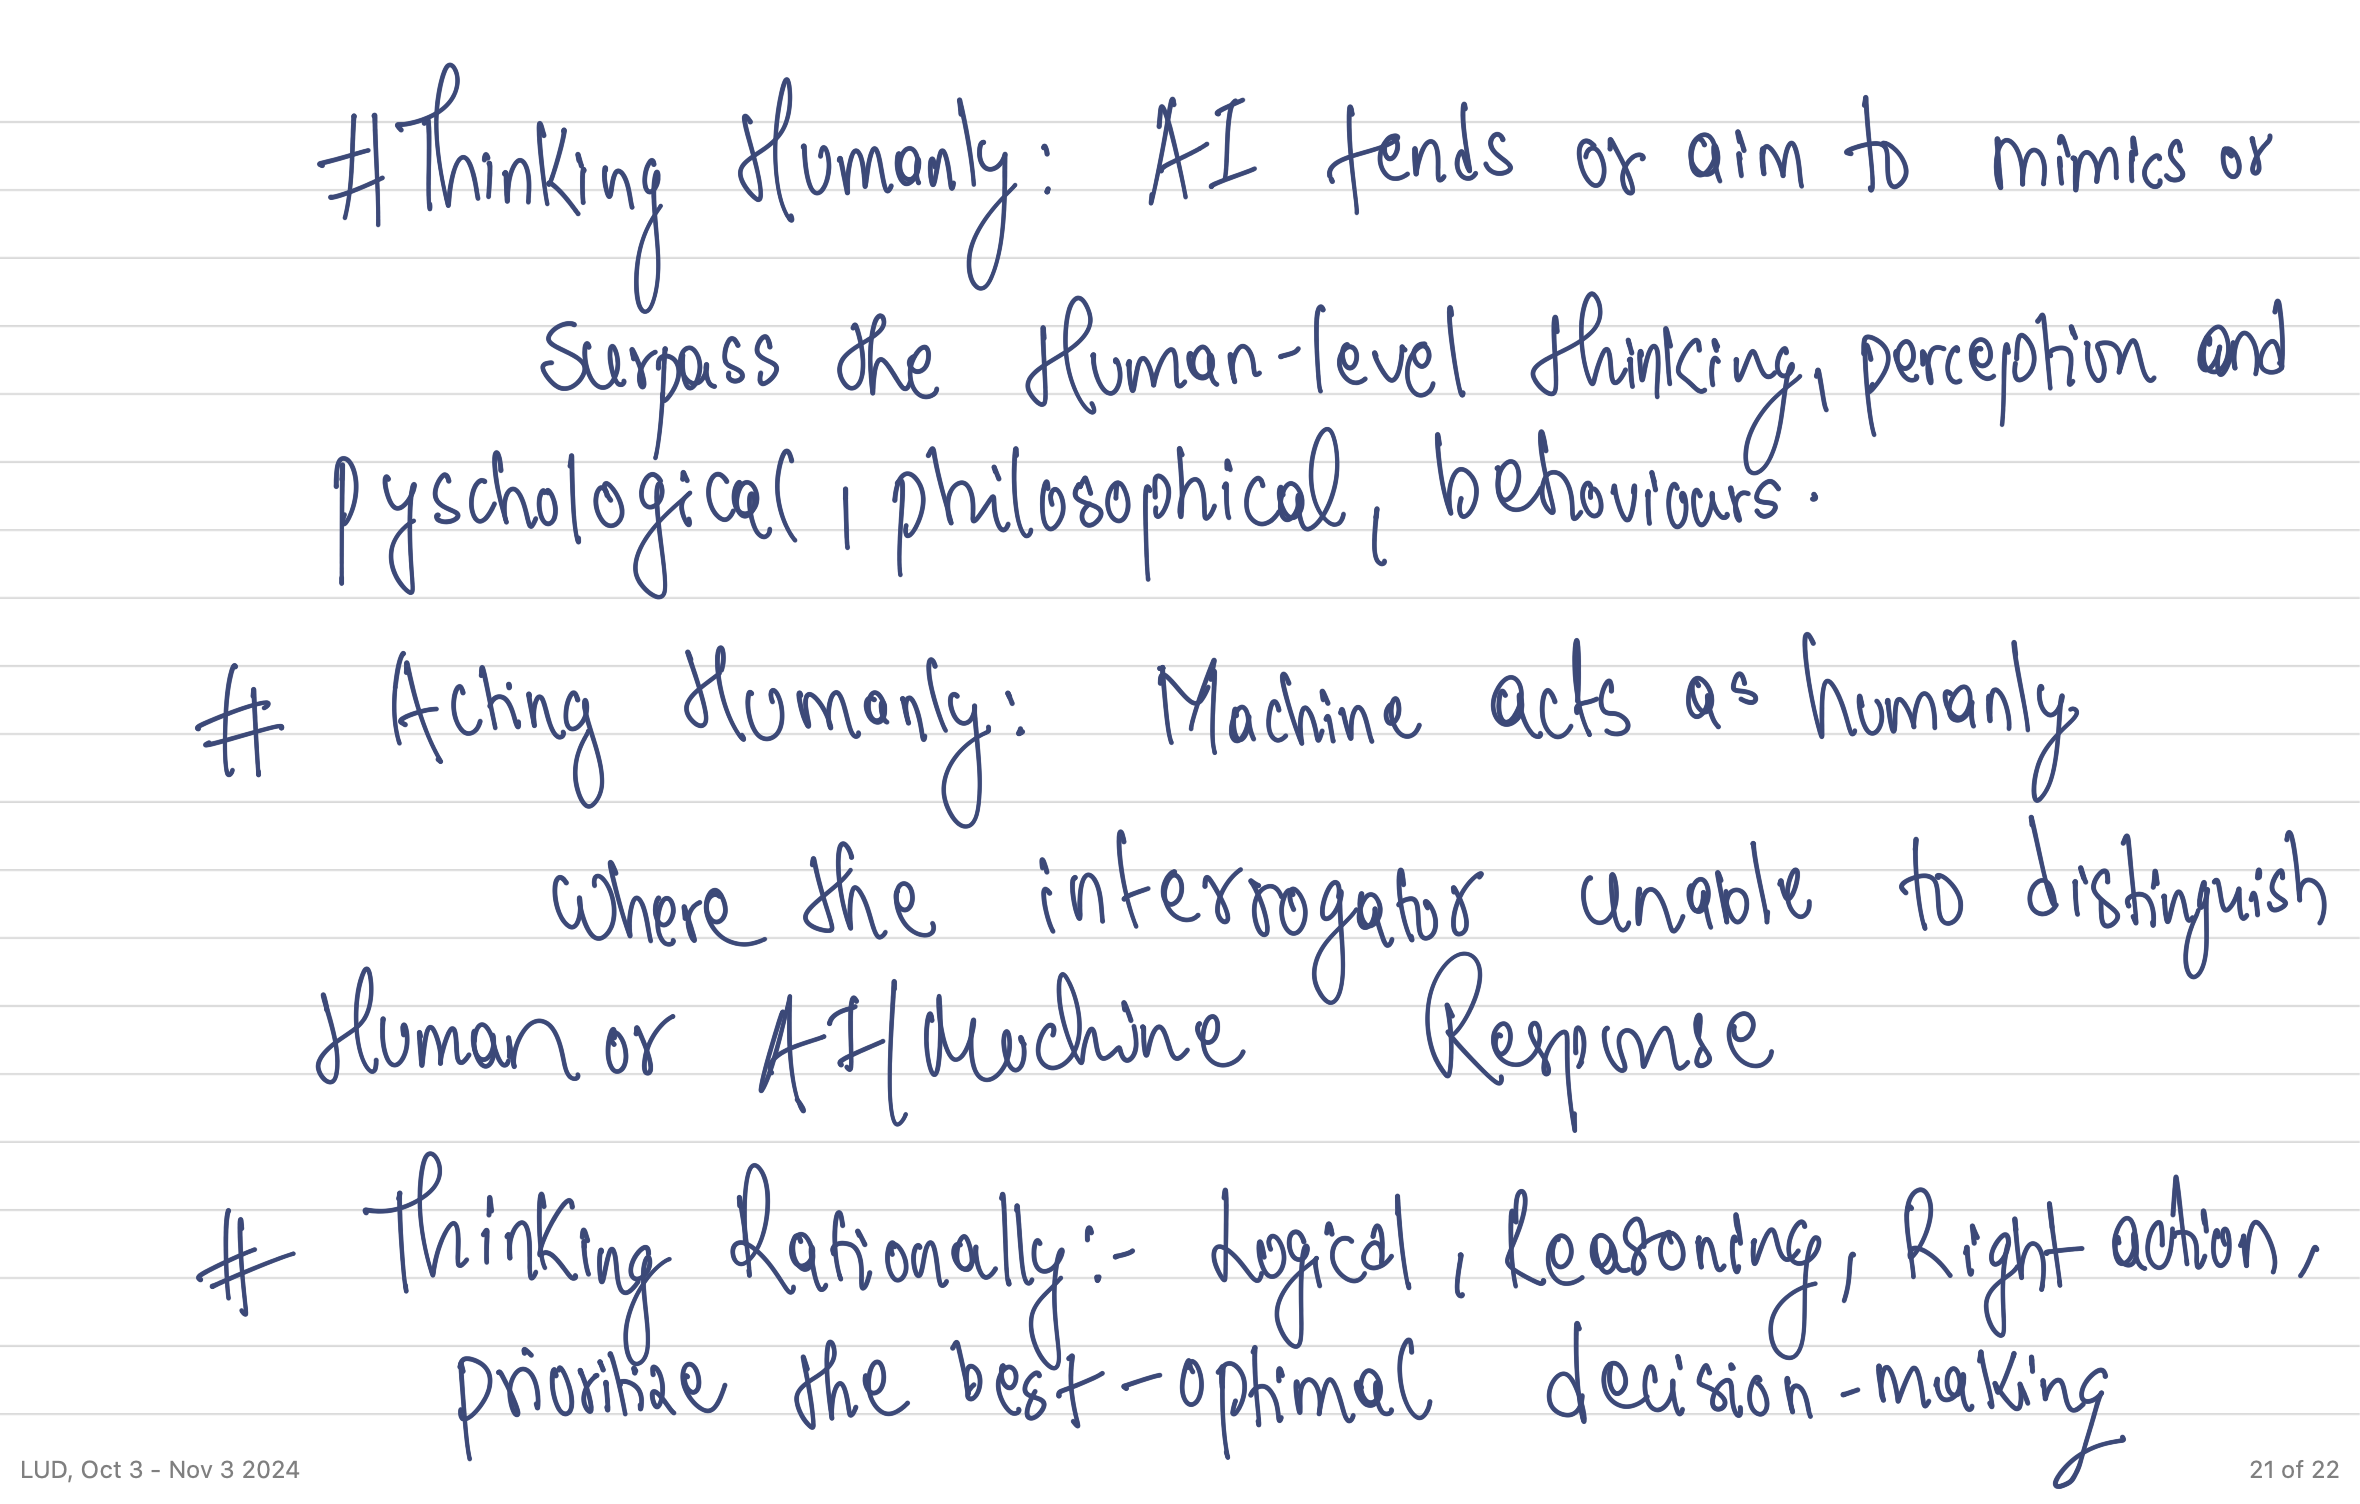 #Thinking Humanly: AI tends or aim to mimics or
Surpass the Human-level thinking, perception and
pyschological, philosophical, behaviours.
# Acting Humanly: Machine acts as humanly
where the interrogator unable to distinguish
Human or AI/Machine Response
# Thinking Rationally:- Logical, Reasoning, Right action,
prioritize the best-optimal decision-making
LUD, Oct 3 - Nov 3 2024
21 of 22